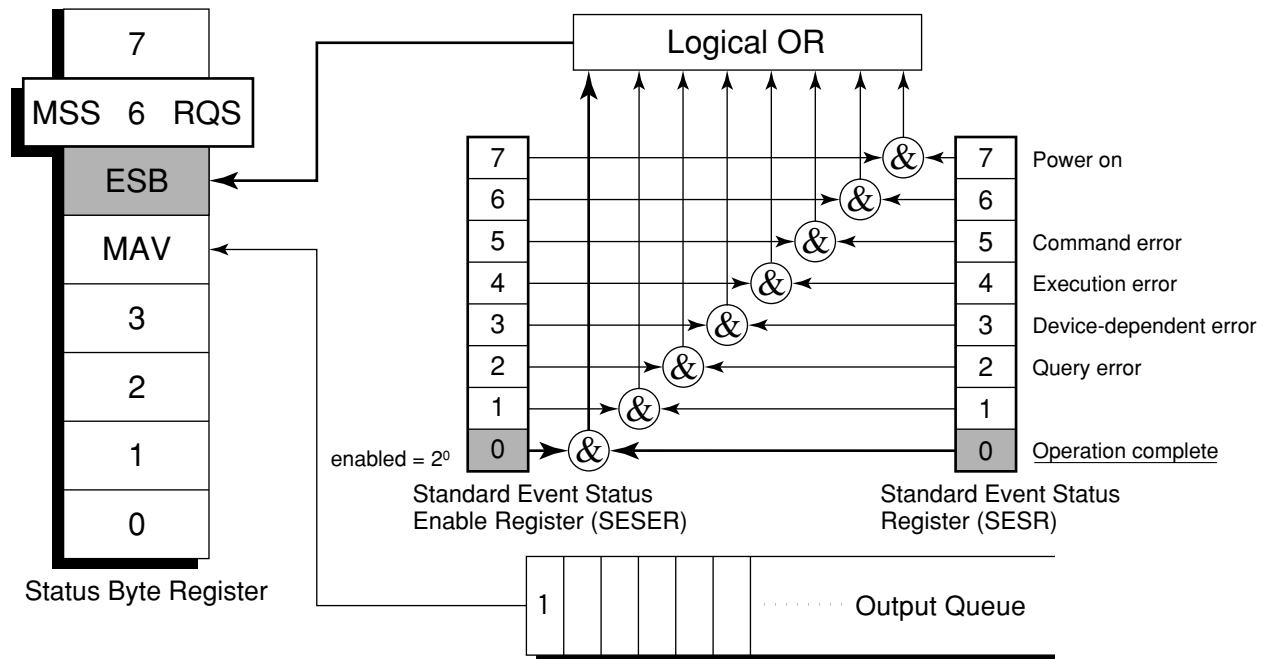 7
MSS 6 RQS
ESB
MAV
3
2
1
0
Status Byte Register
Logical OR
7
6
5
4
3
2
1
0
enabled = 2⁰
Standard Event Status
Enable Register (SESER)
&
&
&
&
&
&
&
&
7 Power on
6
5 Command error
4 Execution error
3 Device-dependent error
2 Query error
1
0 Operation complete
Standard Event Status
Register (SESR)
1 Output Queue